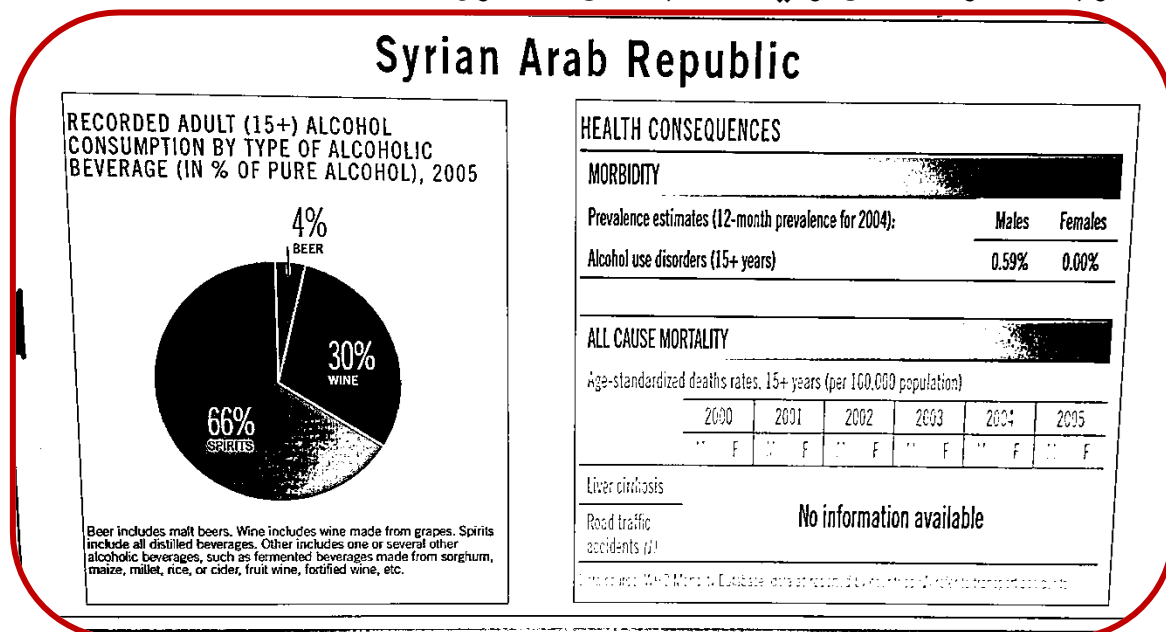 Syrian Arab Republic
RECORDED ADULT (15+) ALCOHOL
CONSUMPTION BY TYPE OF ALCOHOLIC
BEVERAGE (IN % OF PURE ALCOHOL), 2005
4%
BEER
30%
WINE
66%
SPIRITS
Beer includes malt beers. Wine includes wine made from grapes. Spirits
include all distilled beverages. Other includes one or several other
alcoholic beverages, such as fermented beverages made from sorghum,
maize, millet, rice, or cider, fruit wine, fortified wine, etc.
HEALTH CONSEQUENCES
MORBIDITY
Prevalence estimates (12-month prevalence for 2004): Males Females
Alcohol use disorders (15+ years) 0.59% 0.00%
ALL CAUSE MORTALITY
Age-standardized deaths rates, 15+ years (per 100,000 population)
2000 2001 2002 2003 2004 2005
F F F F F F
Liver cirrhosis
No information available
Road traffic
accidents